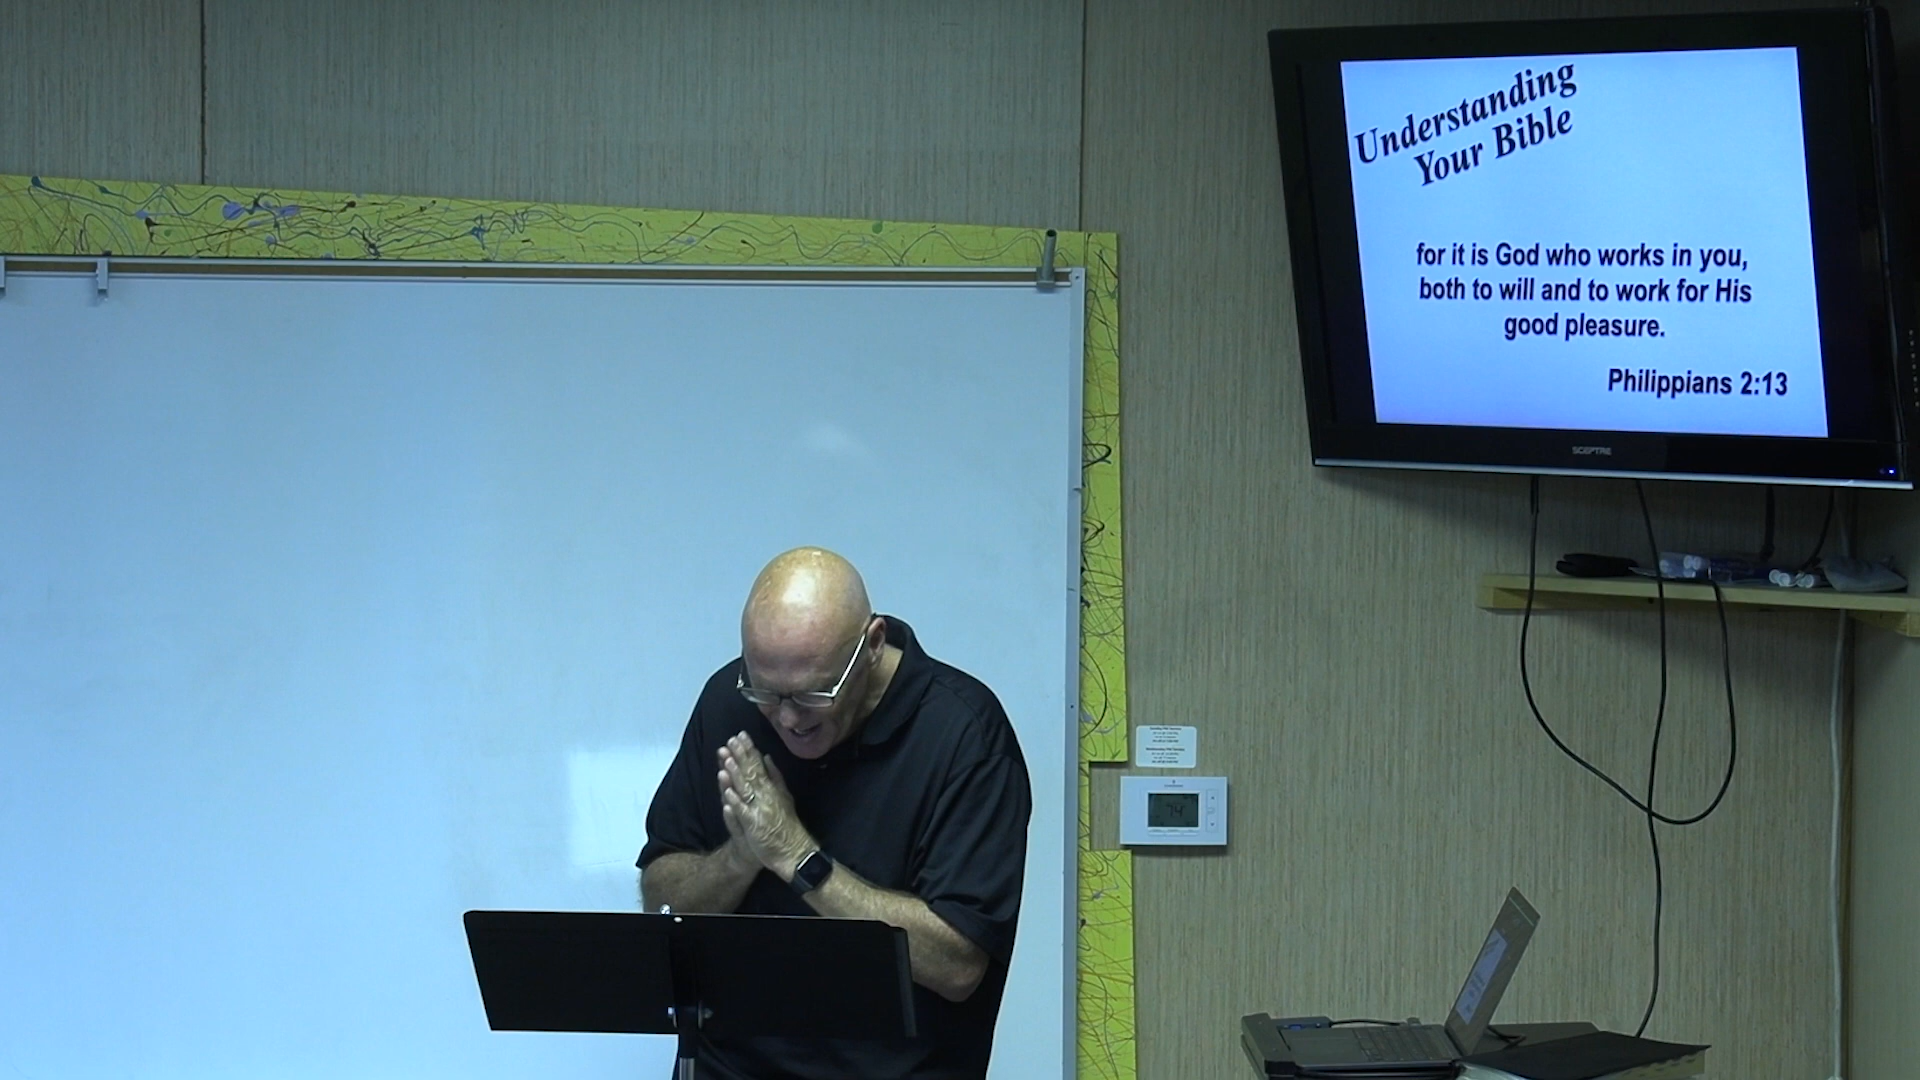 Understanding
Your Bible
for it is God who works in you,
both to will and to work for His
good pleasure.
Philippians 2:13
SCEPTRE
74